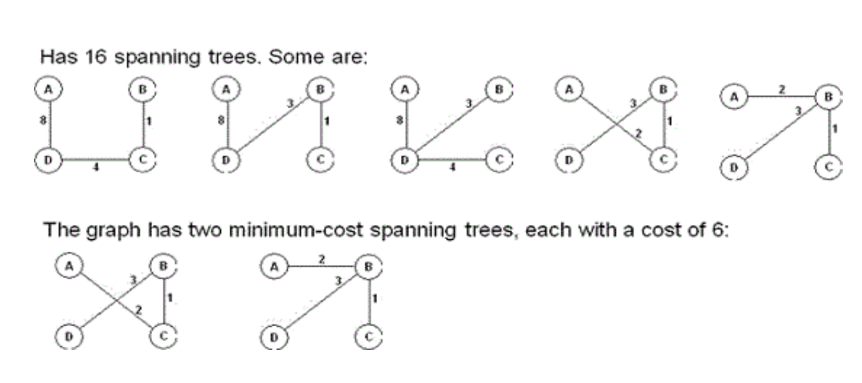 Has 16 spanning trees. Some are:
A B A B A B A B A 2 B
8 1 8 3 1 8 3 3 2 1 3 1
D 4 C D C D 4 C D C D C
The graph has two minimum-cost spanning trees, each with a cost of 6:
A B A 2 B
3 2 1 3 1
D C D C